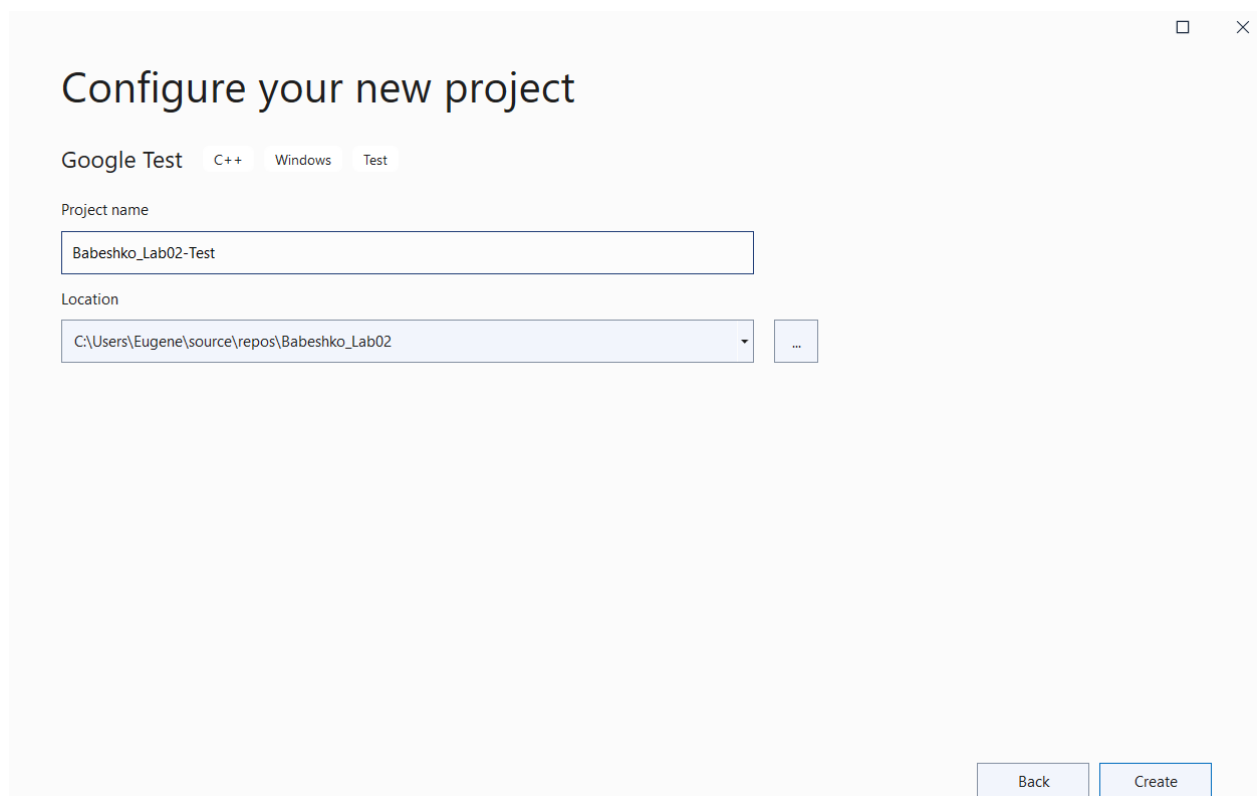 Configure your new project
Google Test C++ Windows Test
Project name
Babeshko_Lab02-Test
Location
C:\Users\Eugene\source\repos\Babeshko_Lab02
...
Back Create